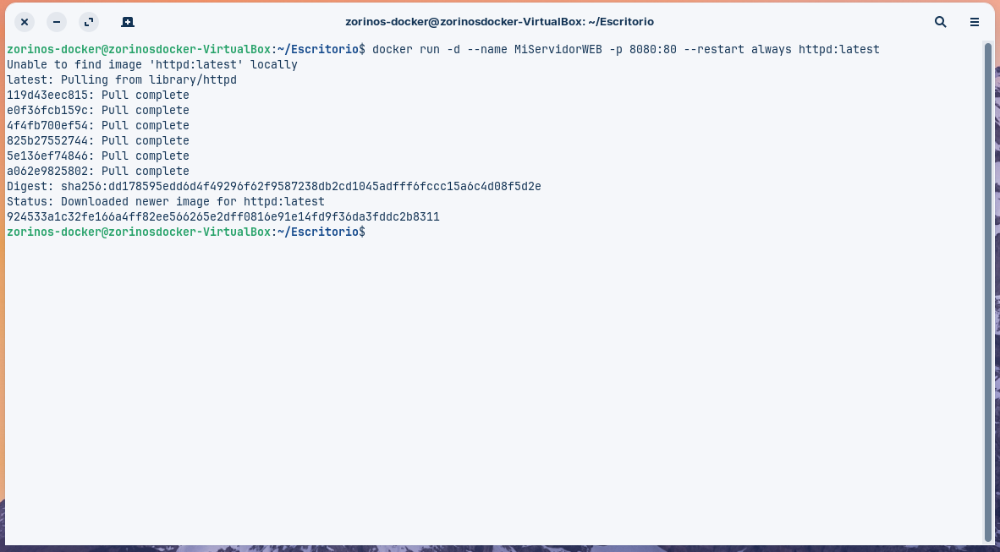 zorinos-docker@zorinosdocker-VirtualBox: ~/Escritorio
zorinos-docker@zorinosdocker-VirtualBox:~/Escritorio$ docker run -d --name MiServidorWEB -p 8080:80 --restart always httpd:latest
Unable to find image 'httpd:latest' locally
latest: Pulling from library/httpd
119d43eec815: Pull complete
e0f36fcb159c: Pull complete
4f4fb700ef54: Pull complete
825b27552744: Pull complete
5e136ef74846: Pull complete
a062e9825802: Pull complete
Digest: sha256:dd178595edd6d4f49296f62f9587238db2cd1045adfff6fccc15a6c4d08f5d2e
Status: Downloaded newer image for httpd:latest
924533a1c32fe166a4ff82ee566265e2dff0816e91e14fd9f36da3fddc2b8311
zorinos-docker@zorinosdocker-VirtualBox:~/Escritorio$